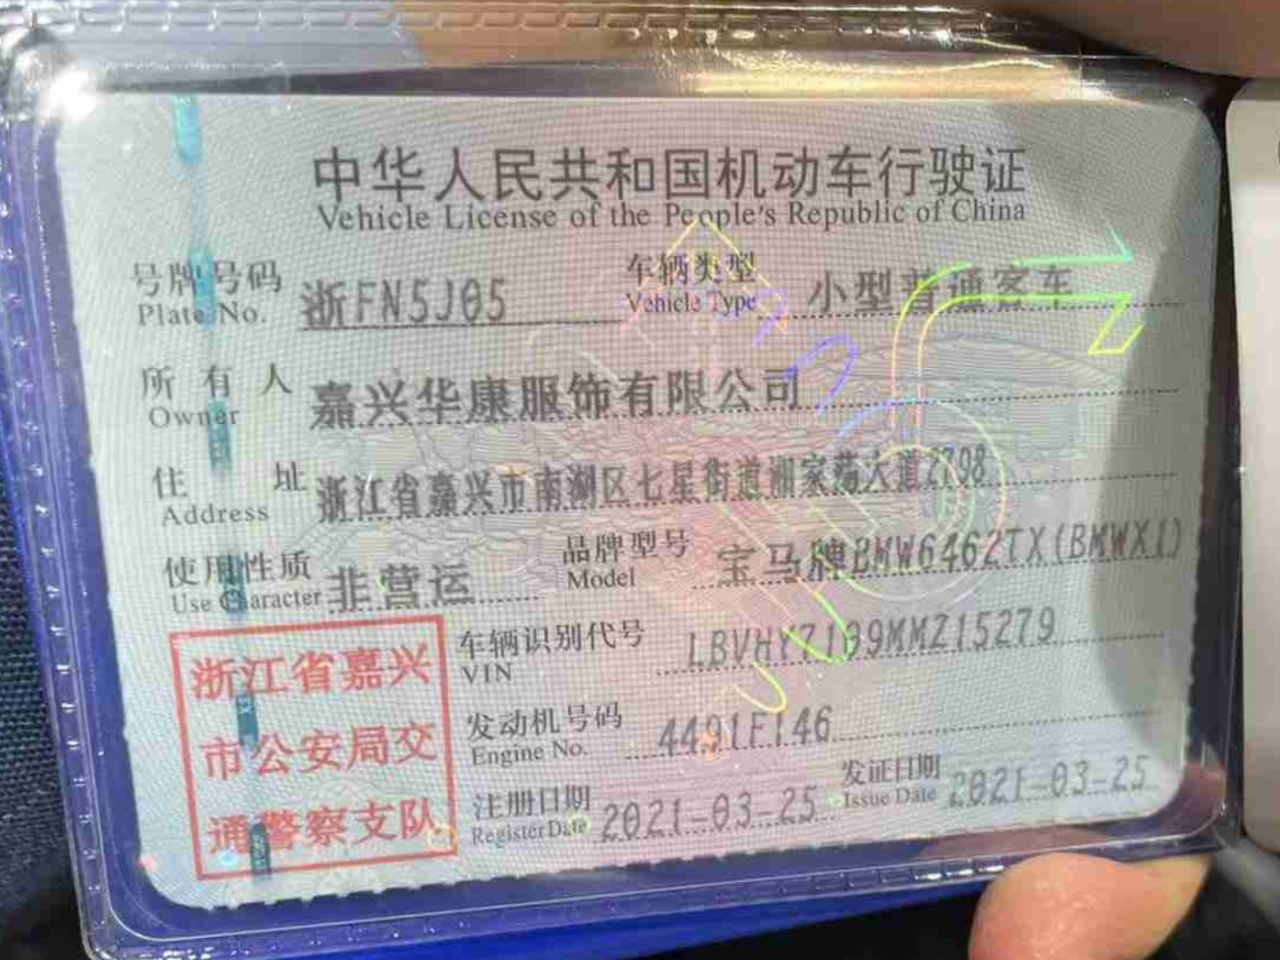 中华人民共和国机动车行驶证
Vehicle License of the People's Republic of China
号牌号码 浙FN5J05 车辆类型 小型普通客车
Plate No. Vehicle Type
所有人 嘉兴华康服饰有限公司
Owner
住址 浙江省嘉兴市南湖区七星街道湘家荡大道2708
Address
使用性质 非营运 品牌型号 宝马牌BMW6462TX(BMWX1)
Use Character Model
浙江省嘉兴
市公安局交
通警察支队
车辆识别代号 LBVHY7109MMZ15279
VIN
发动机号码 4491F146
Engine No.
注册日期 2021-03-25 发证日期 2021-03-25
Register Date Issue Date